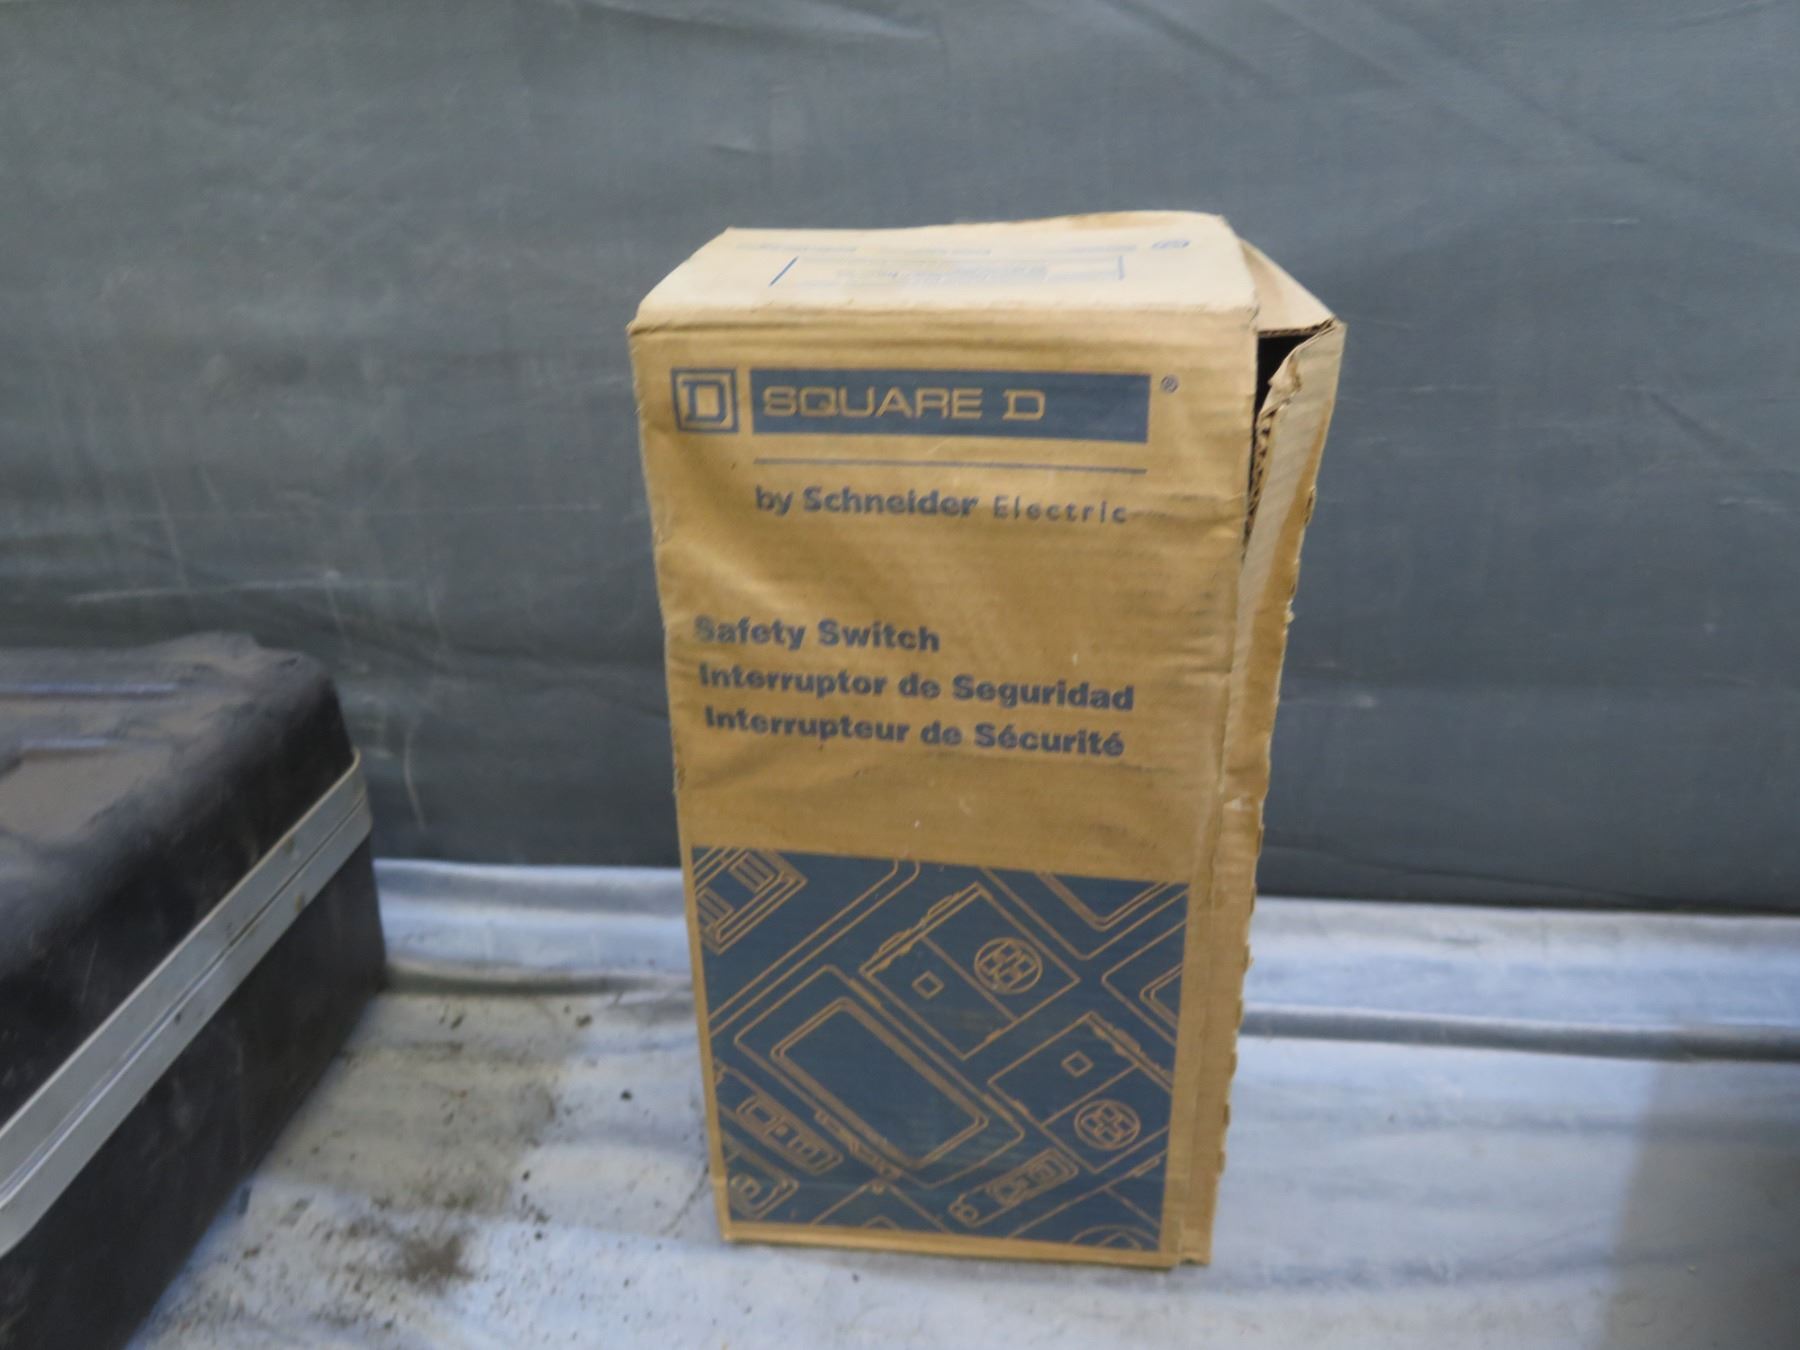 D SQUARE D ®
by Schneider Electric
Safety Switch
Interruptor de Seguridad
Interrupteur de Sécurité